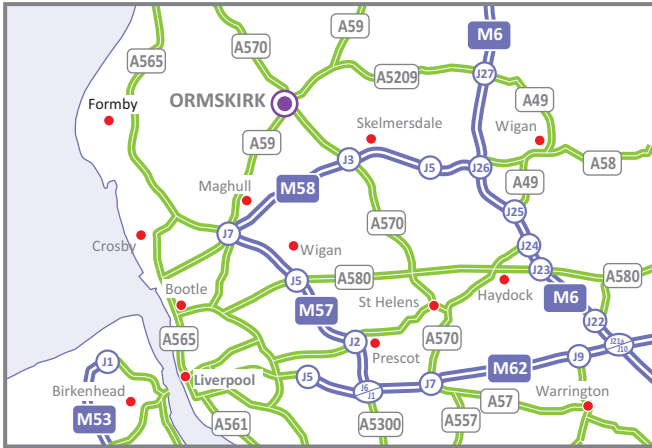 A59
M6
A570
A565
A5209
J27
ORMSKIRK
A49
Formby
Skelmersdale
Wigan
A59
J3
J5
J26
A58
Maghull
M58
A49
A570
J25
J7
Crosby
Wigan
J24
J5
A580
J23
A580
Bootle
M57
St Helens
Haydock
M6
A565
J22
J2
Prescot
A570
J21a
J10
J1
M62
J9
Liverpool
J5
J6
J1
J7
Birkenhead
A57
Warrington
M53
A561
A5300
A557